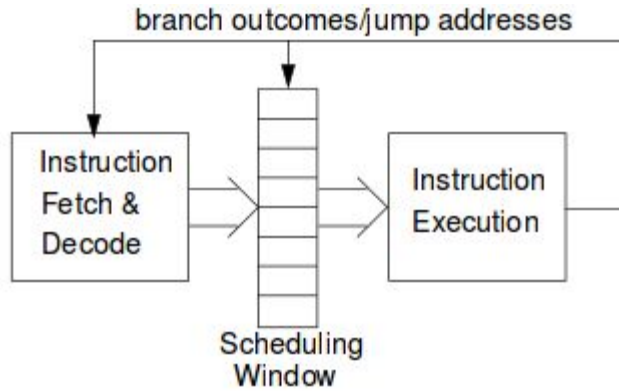 branch outcomes/jump addresses
Instruction
Fetch &
Decode
Instruction
Execution
Scheduling
Window